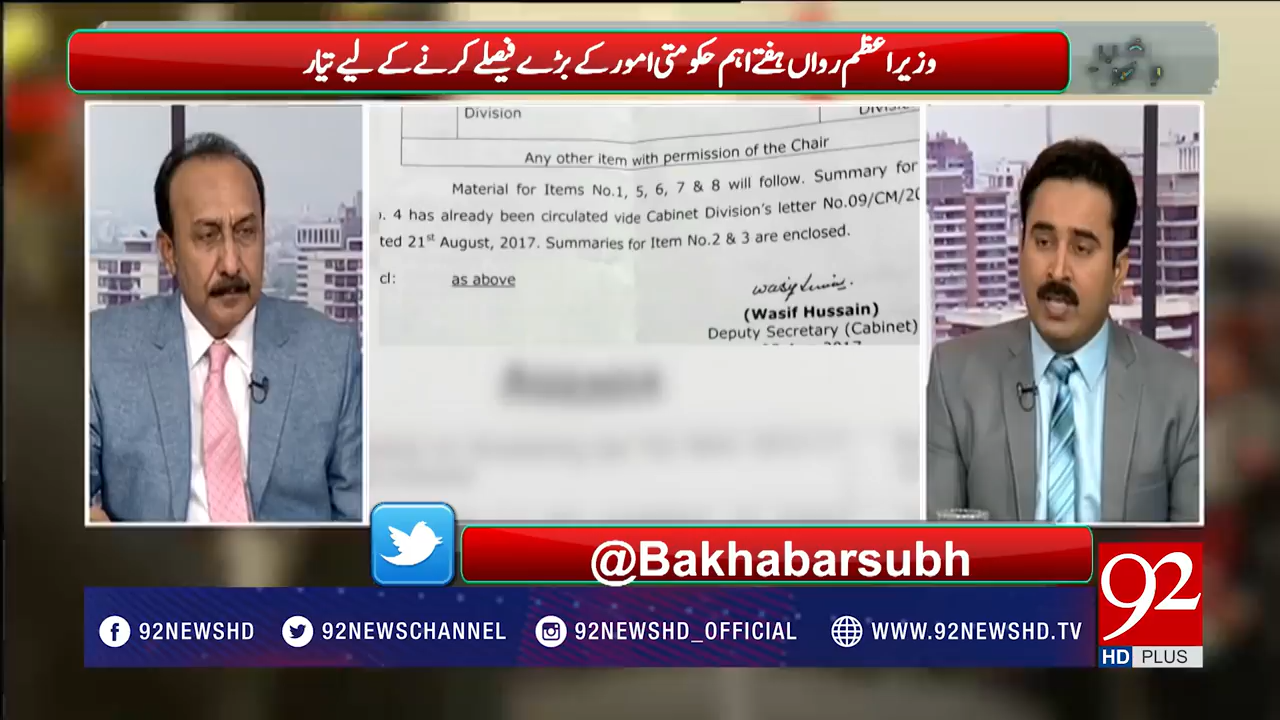 وزیراعظم رواں ہفتے اہم حکومتی امور کے بڑے فیصلے کرنے کے لیے تیار
Division
Any other item with permission of the Chair
Material for Items No.1, 5, 6, 7 & 8 will follow. Summary for
. 4 has already been circulated vide Cabinet Division's letter No.09/CM/20
ted 21st August, 2017. Summaries for Item No.2 & 3 are enclosed.
cl: as above
(Wasif Hussain)
Deputy Secretary (Cabinet)
@Bakhabarsubh
92
HD PLUS
92NEWSHD 92NEWSCHANNEL 92NEWSHD_OFFICIAL WWW.92NEWSHD.TV